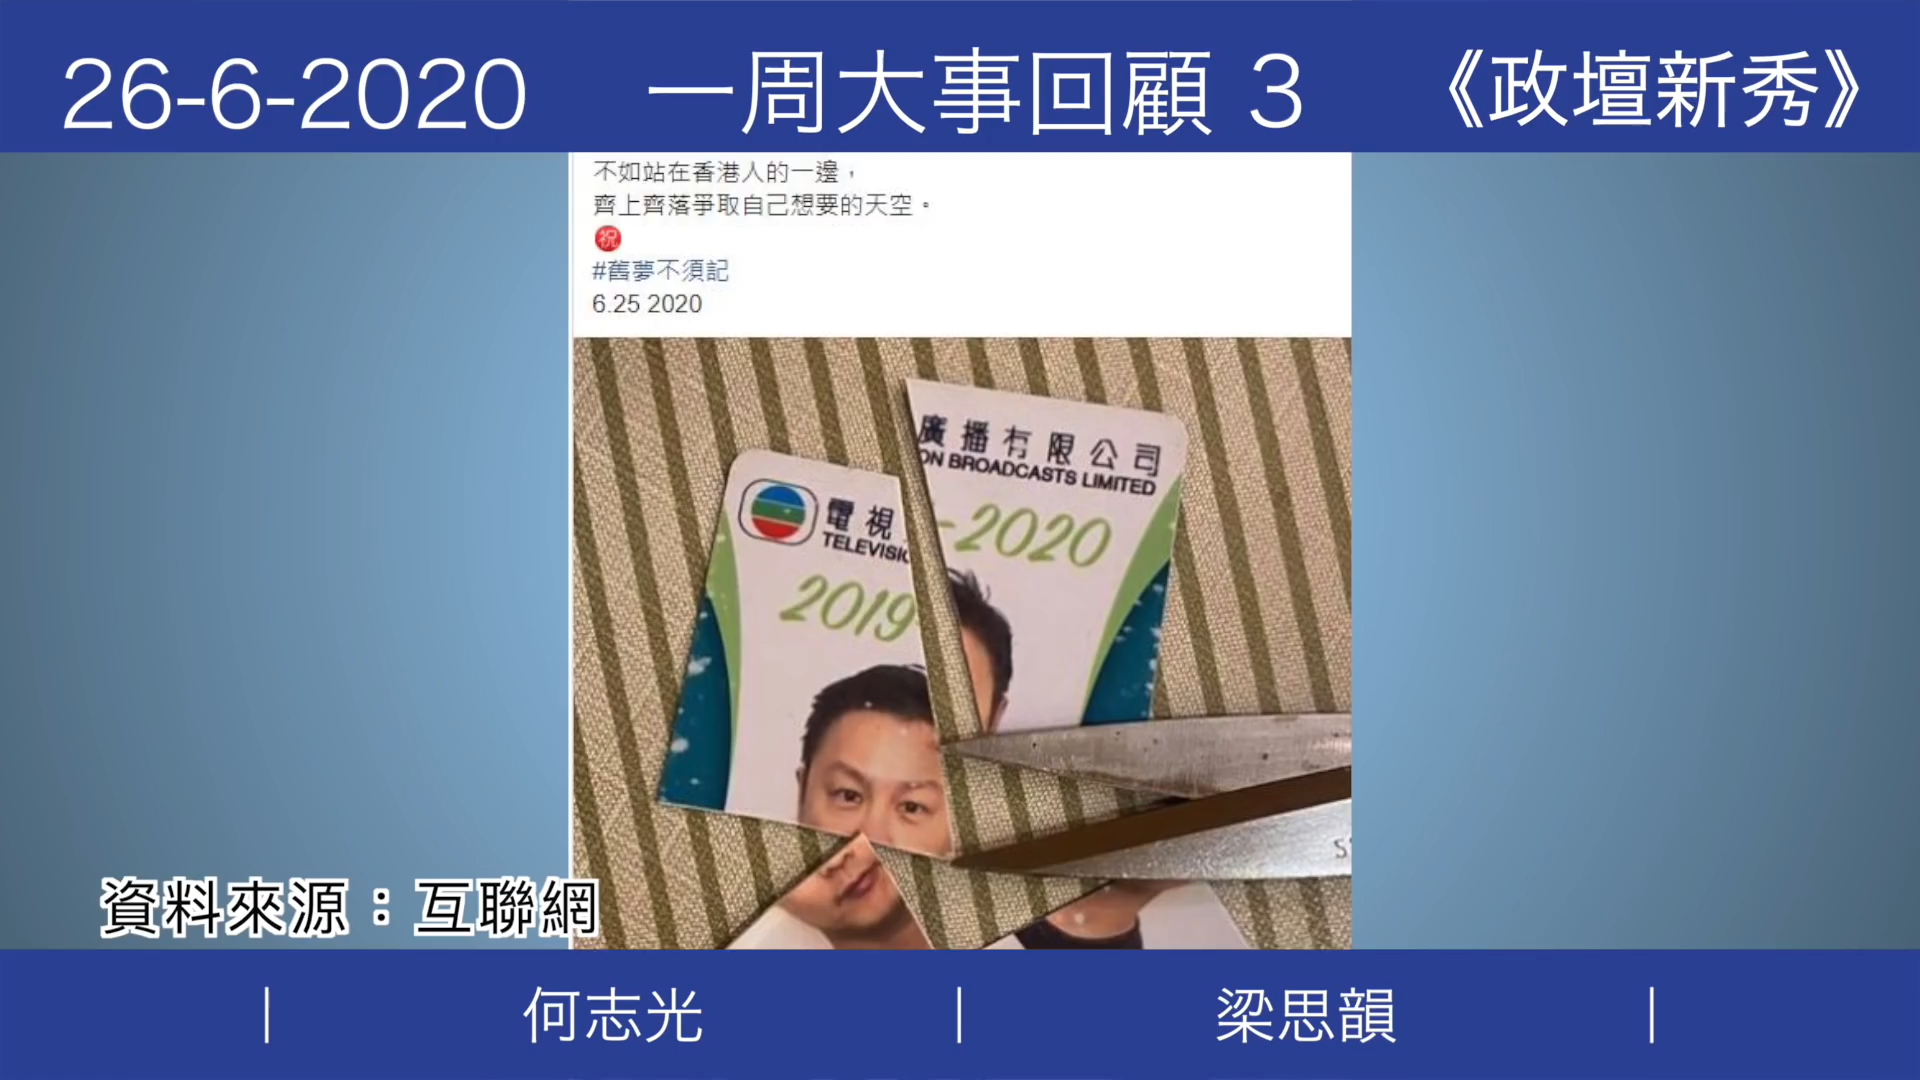 26-6-2020 一周大事回顧 3 《政壇新秀》
不如站在香港人的一邊，
齊上齊落爭取自己想要的天空。
㊗
#舊夢不須記
6.25 2020
廣播有限公司
ON BROADCASTS LIMITED
-2020
電視
TELEVISIO
2019
資料來源：互聯網
| 何志光 | 梁思韻 |